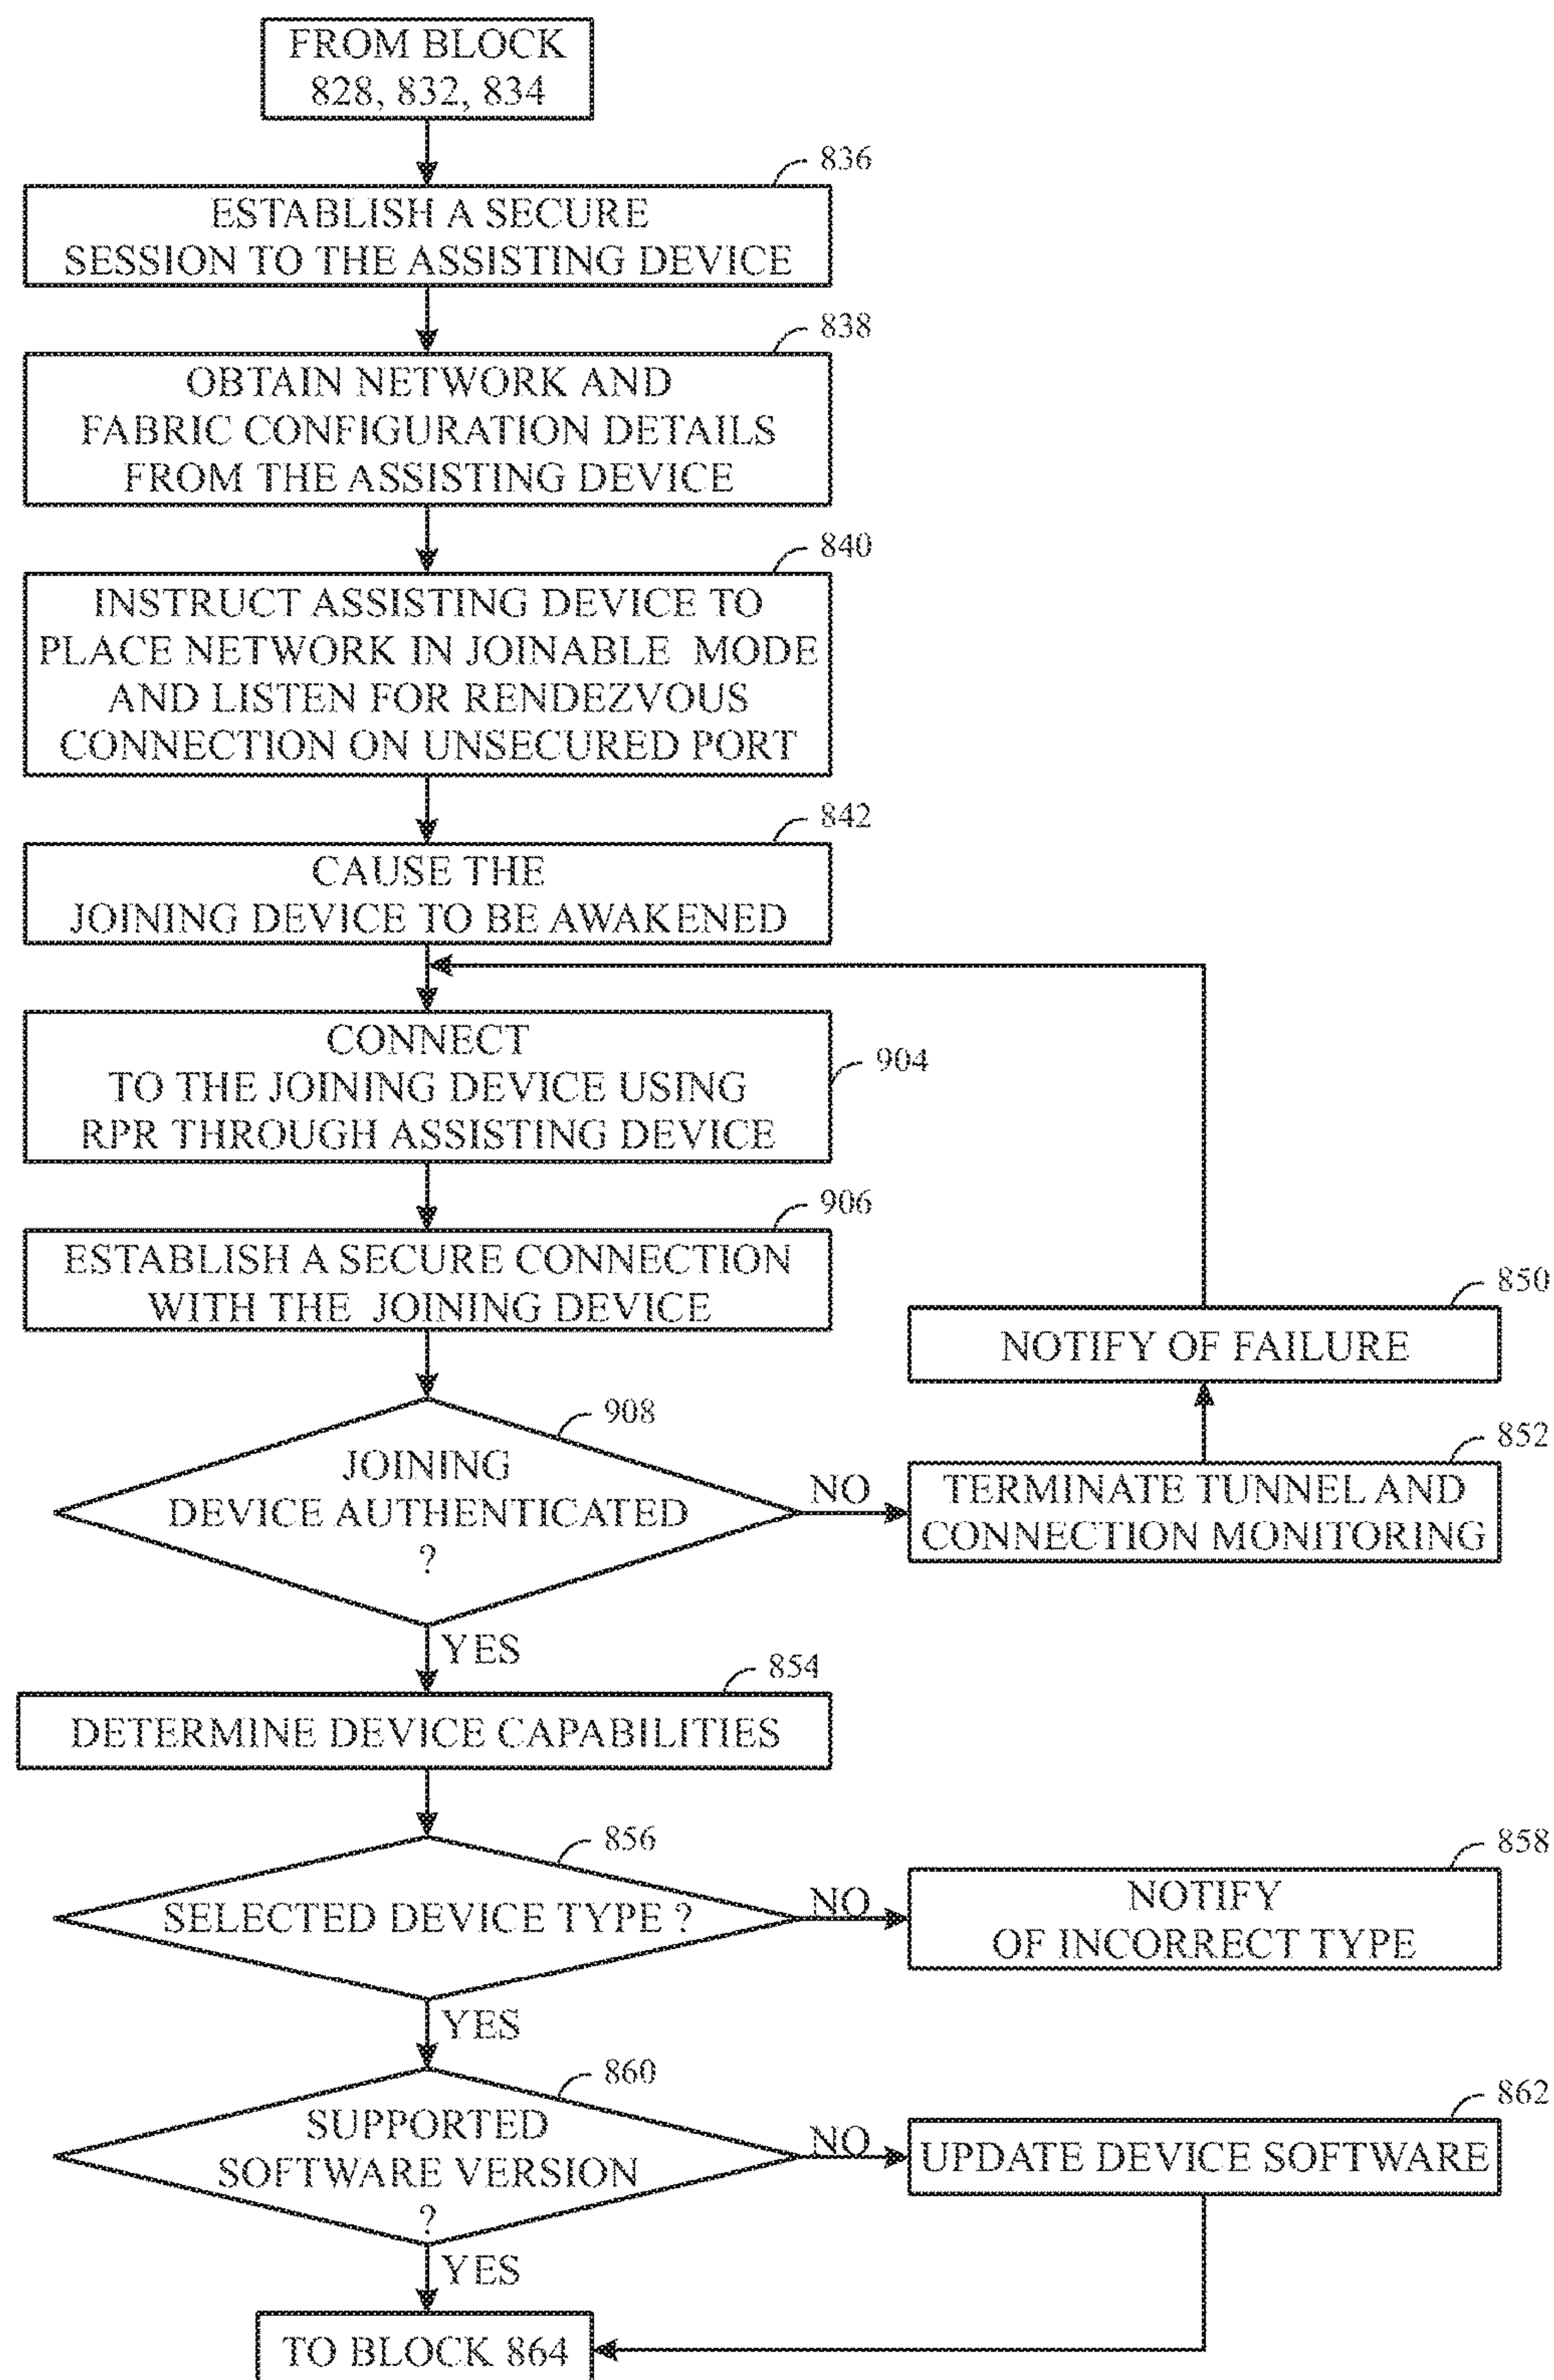 FROM BLOCK
828, 832, 834
836
ESTABLISH A SECURE
SESSION TO THE ASSISTING DEVICE
838
OBTAIN NETWORK AND
FABRIC CONFIGURATION DETAILS
FROM THE ASSISTING DEVICE
840
INSTRUCT ASSISTING DEVICE TO
PLACE NETWORK IN JOINABLE MODE
AND LISTEN FOR RENDEZVOUS
CONNECTION ON UNSECURED PORT
842
CAUSE THE
JOINING DEVICE TO BE AWAKENED
CONNECT
TO THE JOINING DEVICE USING
RPR THROUGH ASSISTING DEVICE
904
906
ESTABLISH A SECURE CONNECTION
WITH THE JOINING DEVICE
850
NOTIFY OF FAILURE
908
JOINING
DEVICE AUTHENTICATED
?
NO
852
TERMINATE TUNNEL AND
CONNECTION MONITORING
YES
854
DETERMINE DEVICE CAPABILITIES
856
SELECTED DEVICE TYPE ?
NO
858
NOTIFY
OF INCORRECT TYPE
YES
860
SUPPORTED
SOFTWARE VERSION
?
NO
862
UPDATE DEVICE SOFTWARE
YES
TO BLOCK 864